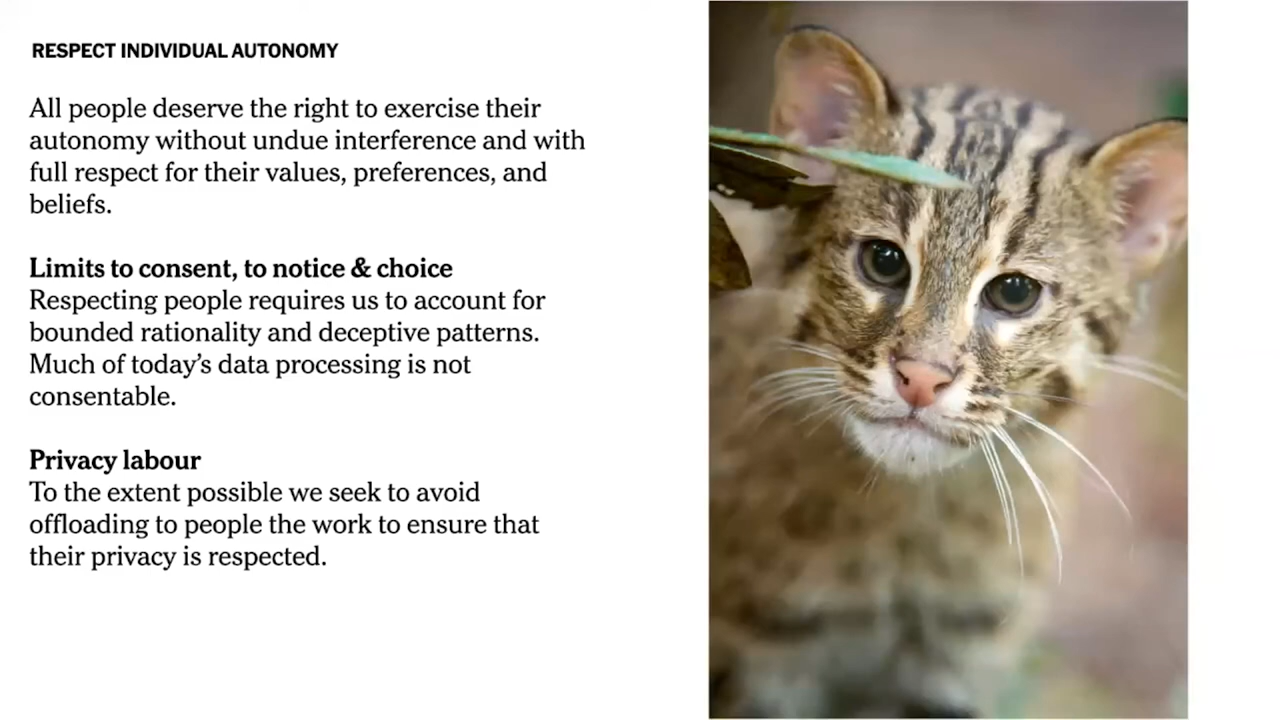 RESPECT INDIVIDUAL AUTONOMY
All people deserve the right to exercise their
autonomy without undue interference and with
full respect for their values, preferences, and
beliefs.
Limits to consent, to notice & choice
Respecting people requires us to account for
bounded rationality and deceptive patterns.
Much of today’s data processing is not
consentable.
Privacy labour
To the extent possible we seek to avoid
offloading to people the work to ensure that
their privacy is respected.